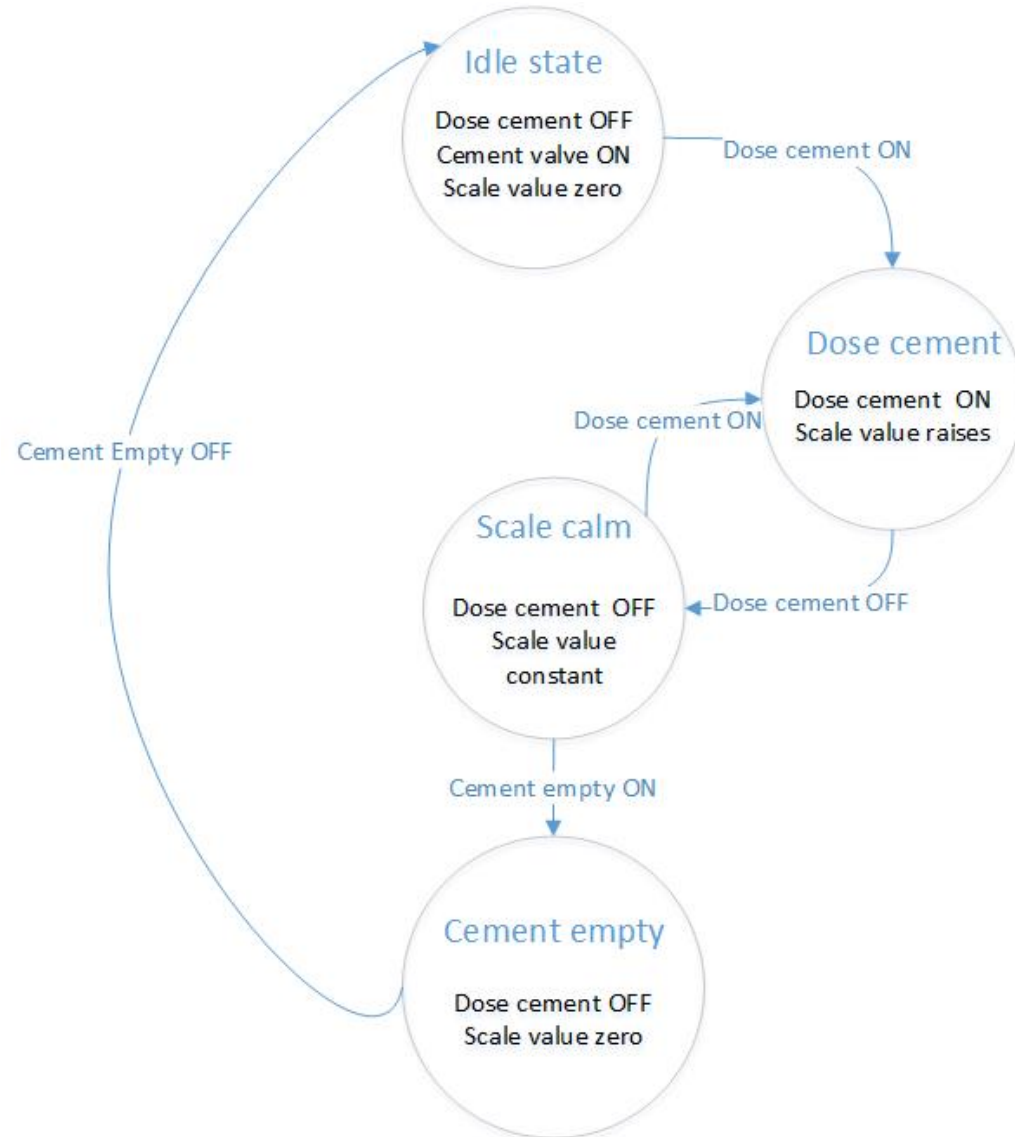 Idle state
Dose cement OFF
Cement valve ON
Scale value zero
Dose cement ON
Dose cement
Dose cement ON
Scale value raises
Dose cement ON
Cement Empty OFF
Scale calm
Dose cement OFF
Scale value
constant
Dose cement OFF
Cement empty ON
Cement empty
Dose cement OFF
Scale value zero